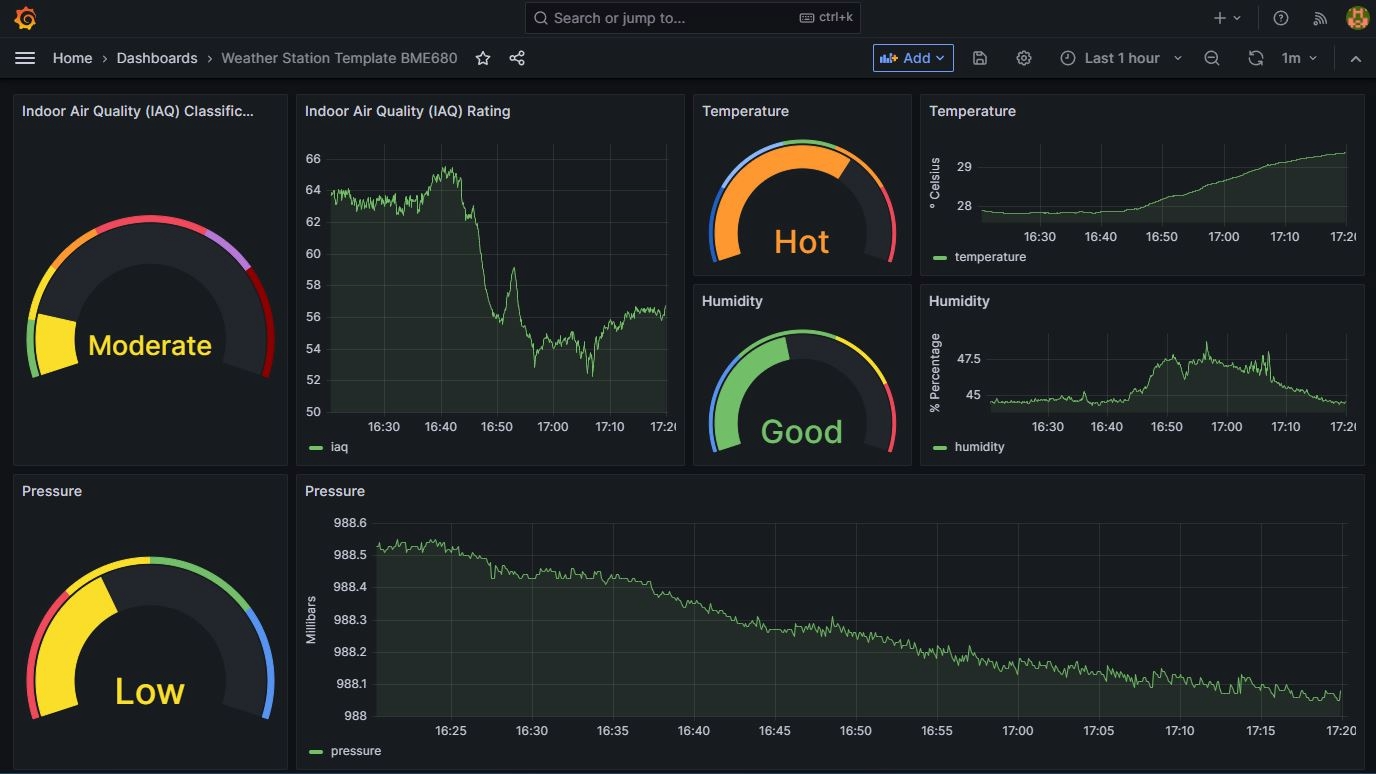 Search or jump to...
ctrl+k
Home › Dashboards › Weather Station Template BME680
Add
Last 1 hour
1m
Indoor Air Quality (IAQ) Classific...
Moderate
Indoor Air Quality (IAQ) Rating
66
64
62
60
58
56
54
52
50
16:30 16:40 16:50 17:00 17:10 17:20
iaq
Temperature
Hot
Temperature
° Celsius
29
28
16:30 16:40 16:50 17:00 17:10 17:20
temperature
Humidity
Good
Humidity
% Percentage
47.5
45
16:30 16:40 16:50 17:00 17:10 17:20
humidity
Pressure
Low
Pressure
Millibars
988.6
988.5
988.4
988.3
988.2
988.1
988
16:25 16:30 16:35 16:40 16:45 16:50 16:55 17:00 17:05 17:10 17:15 17:20
pressure